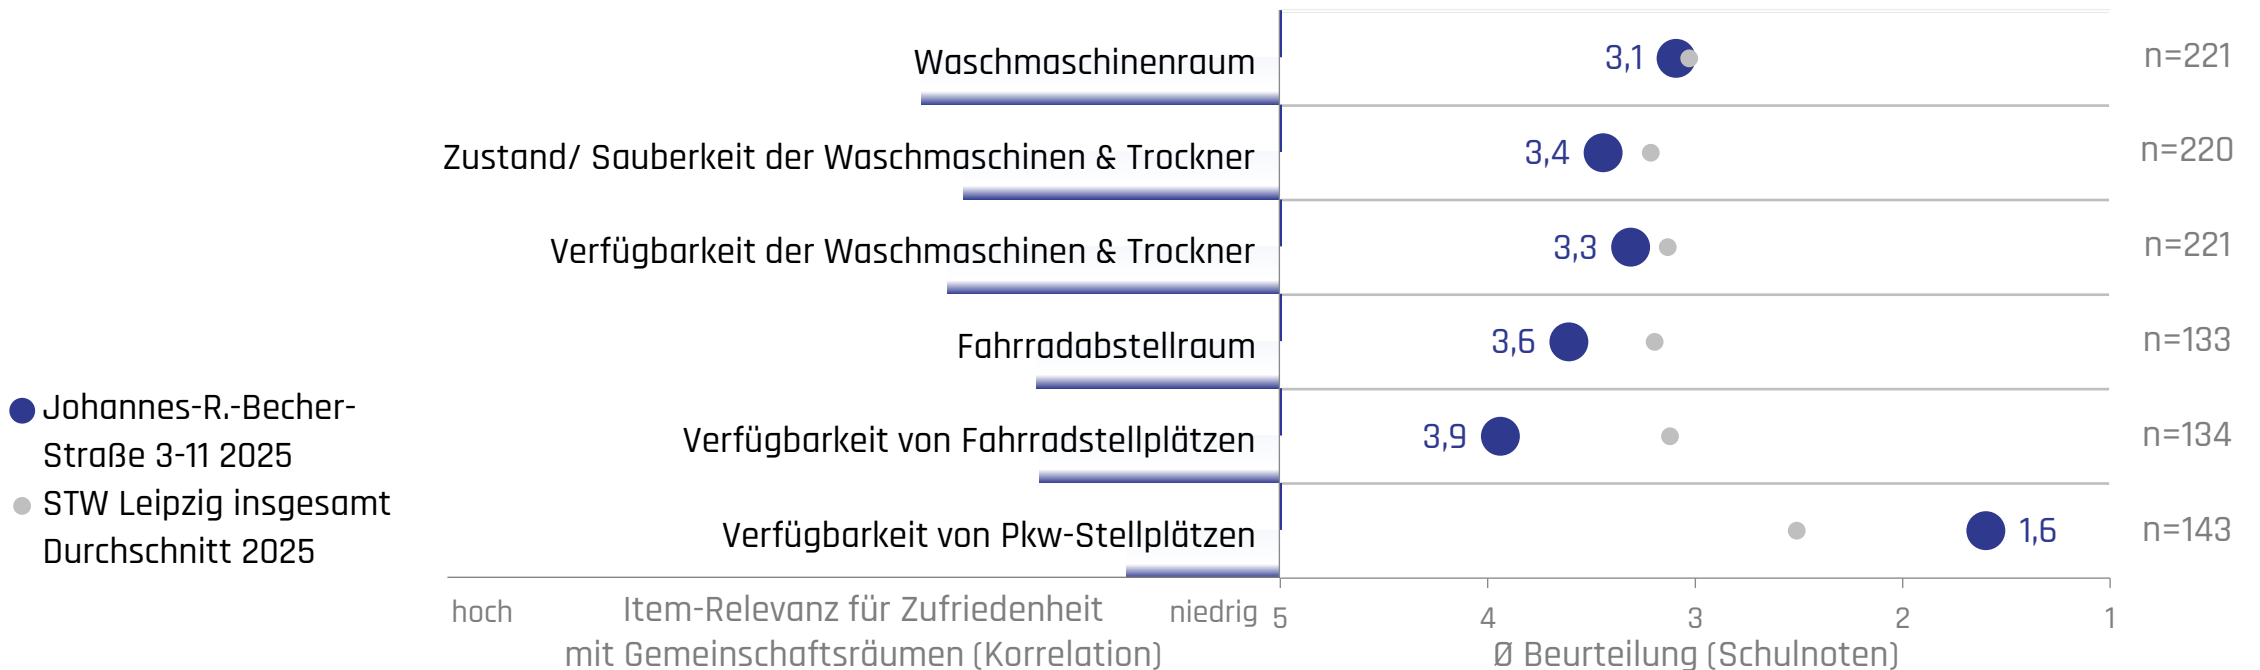 Waschmaschinenraum 3,1 n=221
Zustand/ Sauberkeit der Waschmaschinen & Trockner 3,4 n=220
Verfügbarkeit der Waschmaschinen & Trockner 3,3 n=221
Fahrradabstellraum 3,6 n=133
Verfügbarkeit von Fahrradstellplätzen 3,9 n=134
Verfügbarkeit von Pkw-Stellplätzen 1,6 n=143
Johannes-R.-Becher-
Straße 3-11 2025
STW Leipzig insgesamt
Durchschnitt 2025
hoch Item-Relevanz für Zufriedenheit niedrig 5 4 3 2 1
mit Gemeinschaftsräumen (Korrelation) Ø Beurteilung (Schulnoten)